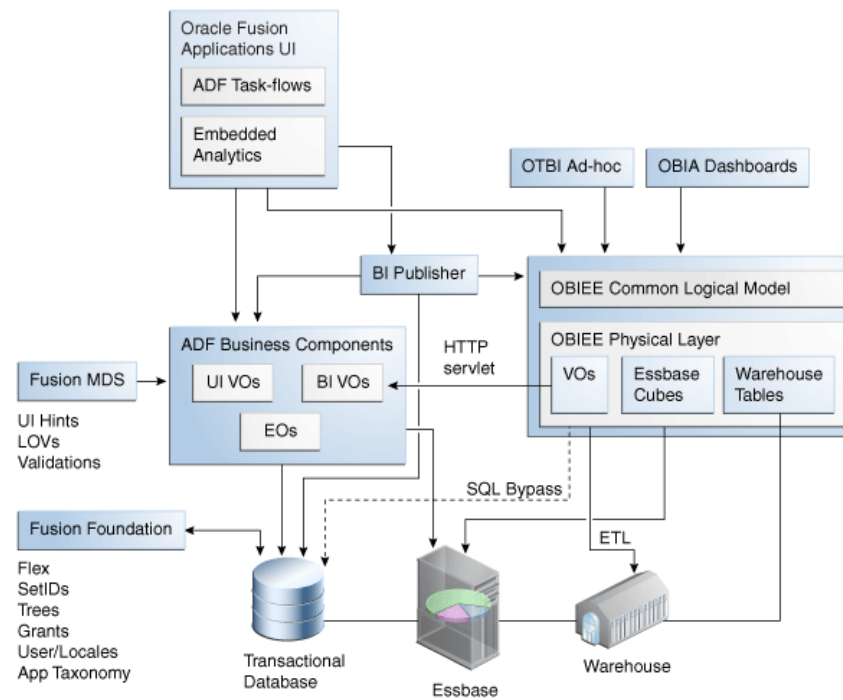 Oracle Fusion
Applications UI
ADF Task-flows
Embedded
Analytics
OTBI Ad-hoc
OBIA Dashboards
BI Publisher
OBIEE Common Logical Model
OBIEE Physical Layer
VOs
Essbase
Cubes
Warehouse
Tables
HTTP
servlet
ADF Business Components
UI VOs
BI VOs
EOs
Fusion MDS
UI Hints
LOVs
Validations
SQL Bypass
ETL
Fusion Foundation
Flex
SetIDs
Trees
Grants
User/Locales
App Taxonomy
Transactional
Database
Essbase
Warehouse